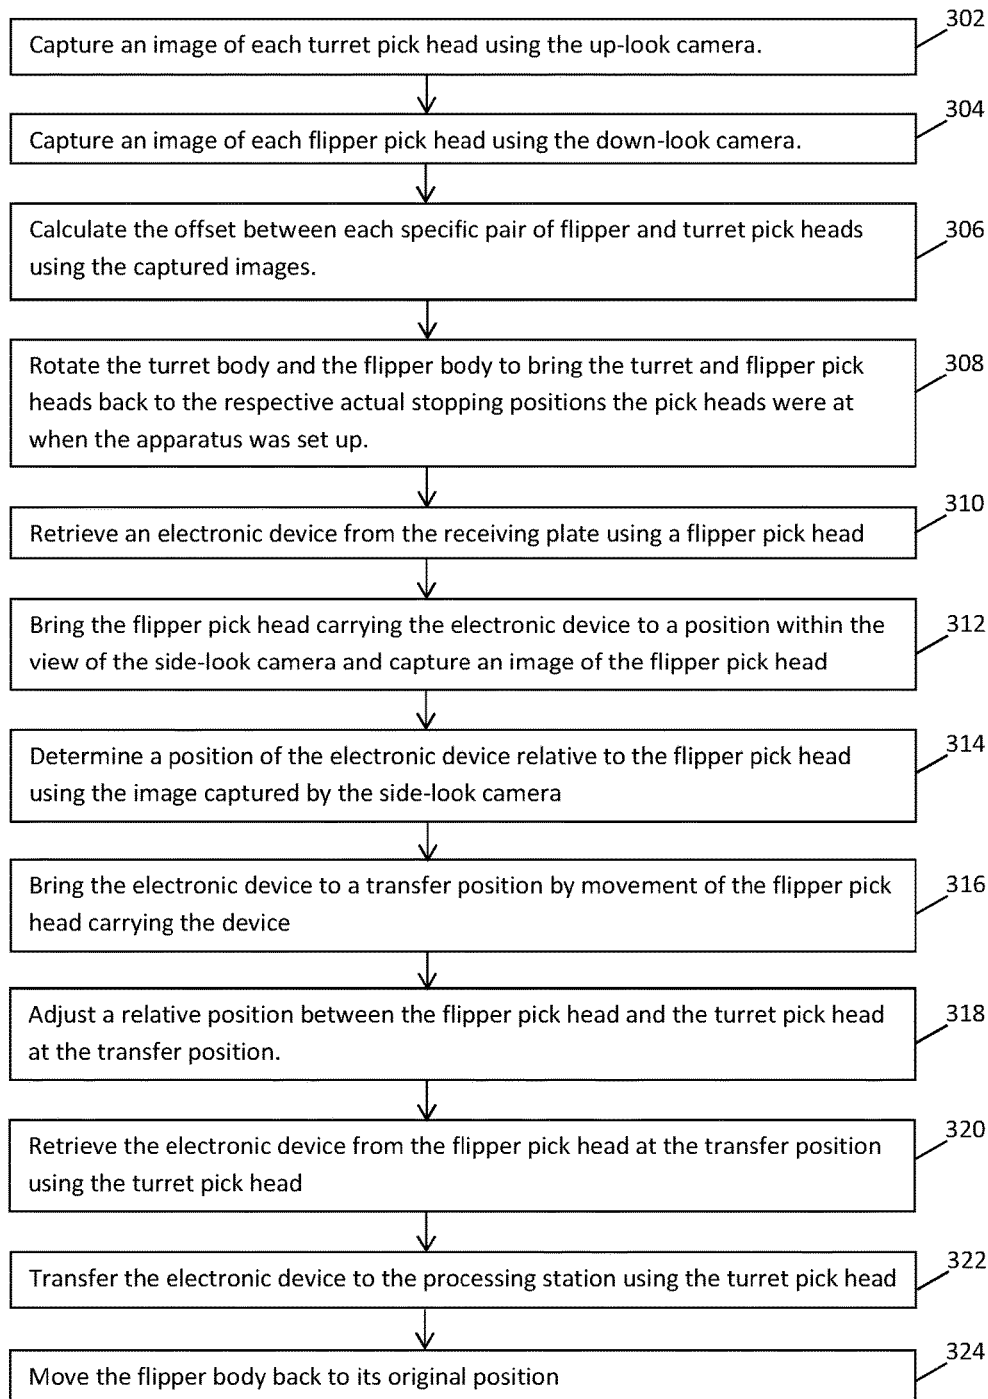 302
Capture an image of each turret pick head using the up-look camera.
304
Capture an image of each flipper pick head using the down-look camera.
306
Calculate the offset between each specific pair of flipper and turret pick heads
using the captured images.
308
Rotate the turret body and the flipper body to bring the turret and flipper pick
heads back to the respective actual stopping positions the pick heads were at
when the apparatus was set up.
310
Retrieve an electronic device from the receiving plate using a flipper pick head
312
Bring the flipper pick head carrying the electronic device to a position within the
view of the side-look camera and capture an image of the flipper pick head
314
Determine a position of the electronic device relative to the flipper pick head
using the image captured by the side-look camera
316
Bring the electronic device to a transfer position by movement of the flipper pick
head carrying the device
318
Adjust a relative position between the flipper pick head and the turret pick head
at the transfer position.
320
Retrieve the electronic device from the flipper pick head at the transfer position
using the turret pick head
322
Transfer the electronic device to the processing station using the turret pick head
324
Move the flipper body back to its original position